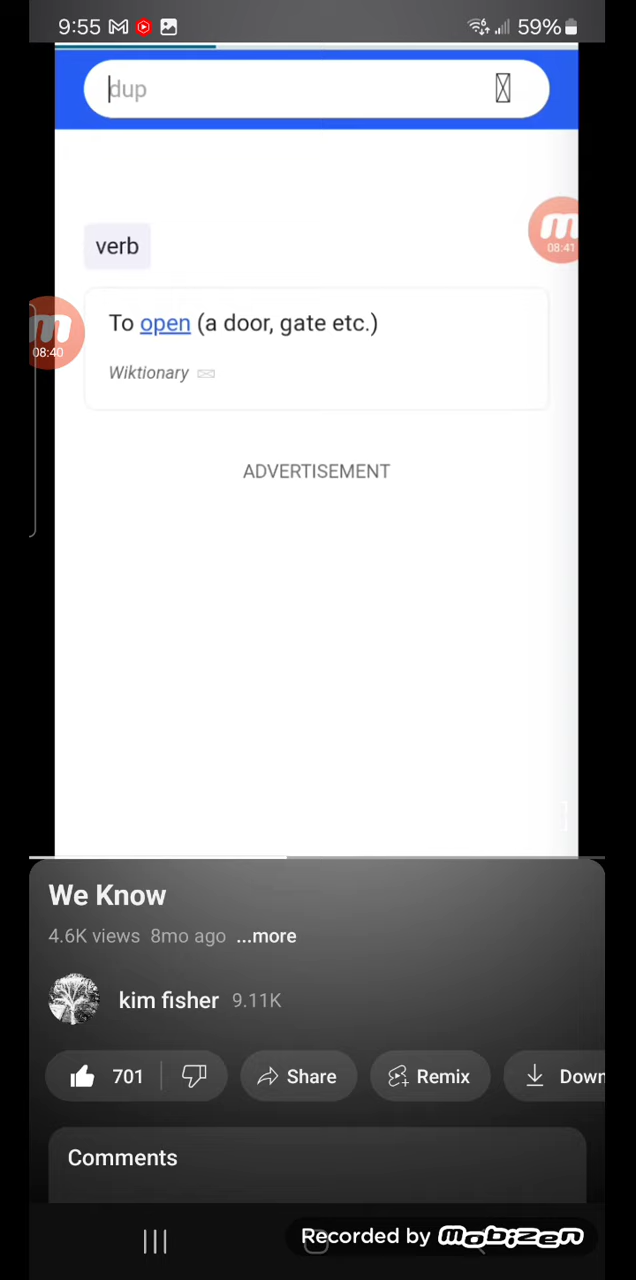 9:55 59%
dup
verb
08:41
To open (a door, gate etc.)
08:40
Wiktionary
ADVERTISEMENT
We Know
4.6K views 8mo ago ...more
kim fisher 9.11K
701 Share Remix Down
Comments
Recorded by mobizen